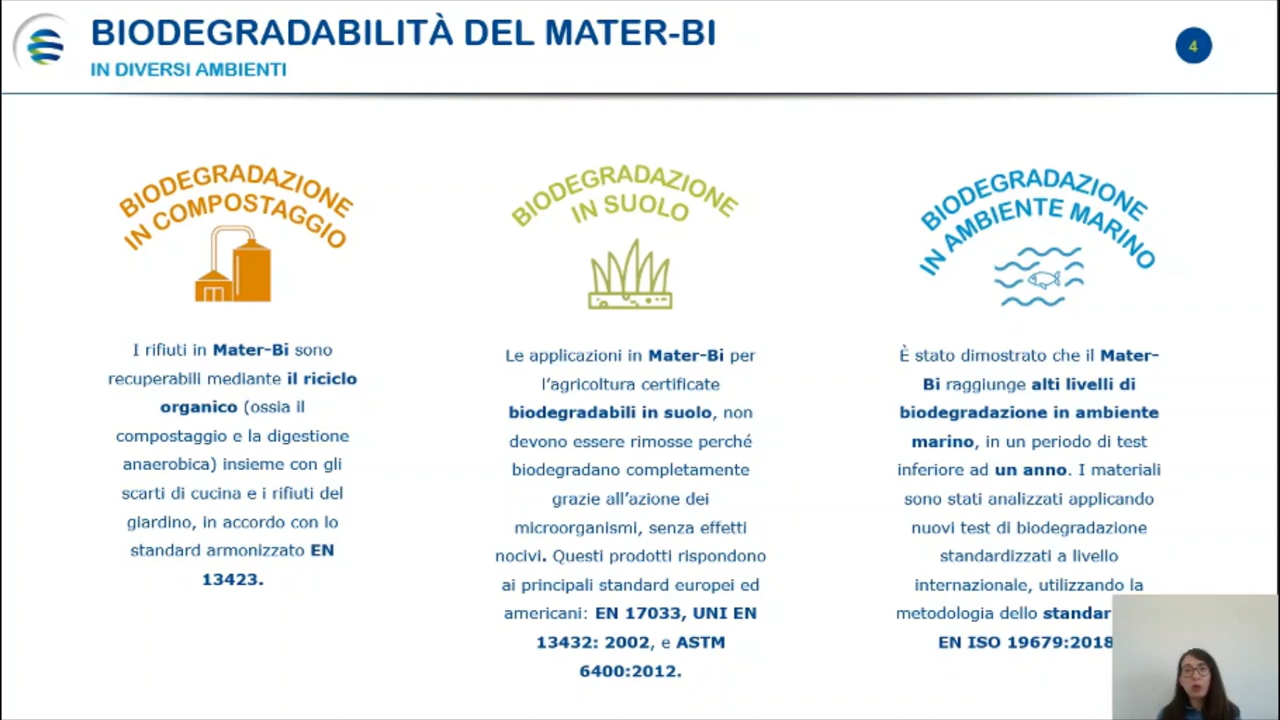 BIODEGRADABILITÀ DEL MATER-BI
IN DIVERSI AMBIENTI
4
BIODEGRADAZIONE
IN COMPOSTAGGIO
I rifiuti in Mater-Bi sono
recuperabili mediante il riciclo
organico (ossia il
compostaggio e la digestione
anaerobica) insieme con gli
scarti di cucina e i rifiuti del
giardino, in accordo con lo
standard armonizzato EN
13423.
BIODEGRADAZIONE
IN SUOLO
Le applicazioni in Mater-Bi per
l'agricoltura certificate
biodegradabili in suolo, non
devono essere rimosse perché
biodegradano completamente
grazie all'azione dei
microorganismi, senza effetti
nocivi. Questi prodotti rispondono
ai principali standard europei ed
americani: EN 17033, UNI EN
13432: 2002, e ASTM
6400:2012.
BIODEGRADAZIONE
IN AMBIENTE MARINO
È stato dimostrato che il Mater-
Bi raggiunge alti livelli di
biodegradazione in ambiente
marino, in un periodo di test
inferiore ad un anno. I materiali
sono stati analizzati applicando
nuovi test di biodegradazione
standardizzati a livello
internazionale, utilizzando la
metodologia dello standar
EN ISO 19679:2018